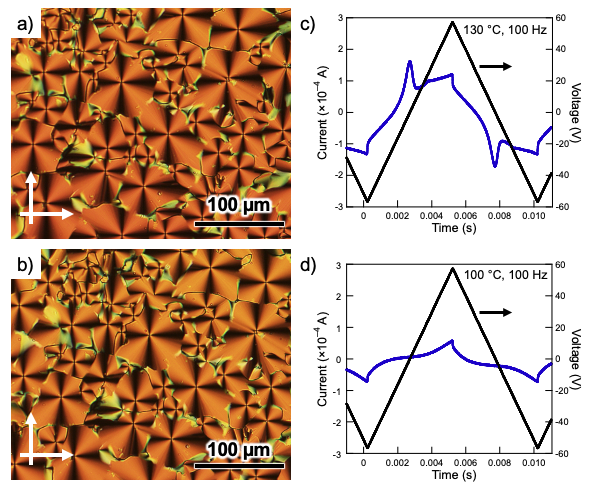 a)
100 µm
b)
100 µm
c)
130 °C, 100 Hz
3
2
1
0
-1
-2
-3
60
40
20
0
-20
-40
-60
Current (×10⁻⁴ A)
Voltage (V)
0
0.002
0.004
0.006
0.008
0.010
Time (s)
d)
100 °C, 100 Hz
3
2
1
0
-1
-2
-3
60
40
20
0
-20
-40
-60
Current (×10⁻⁴ A)
Voltage (V)
0
0.002
0.004
0.006
0.008
0.010
Time (s)